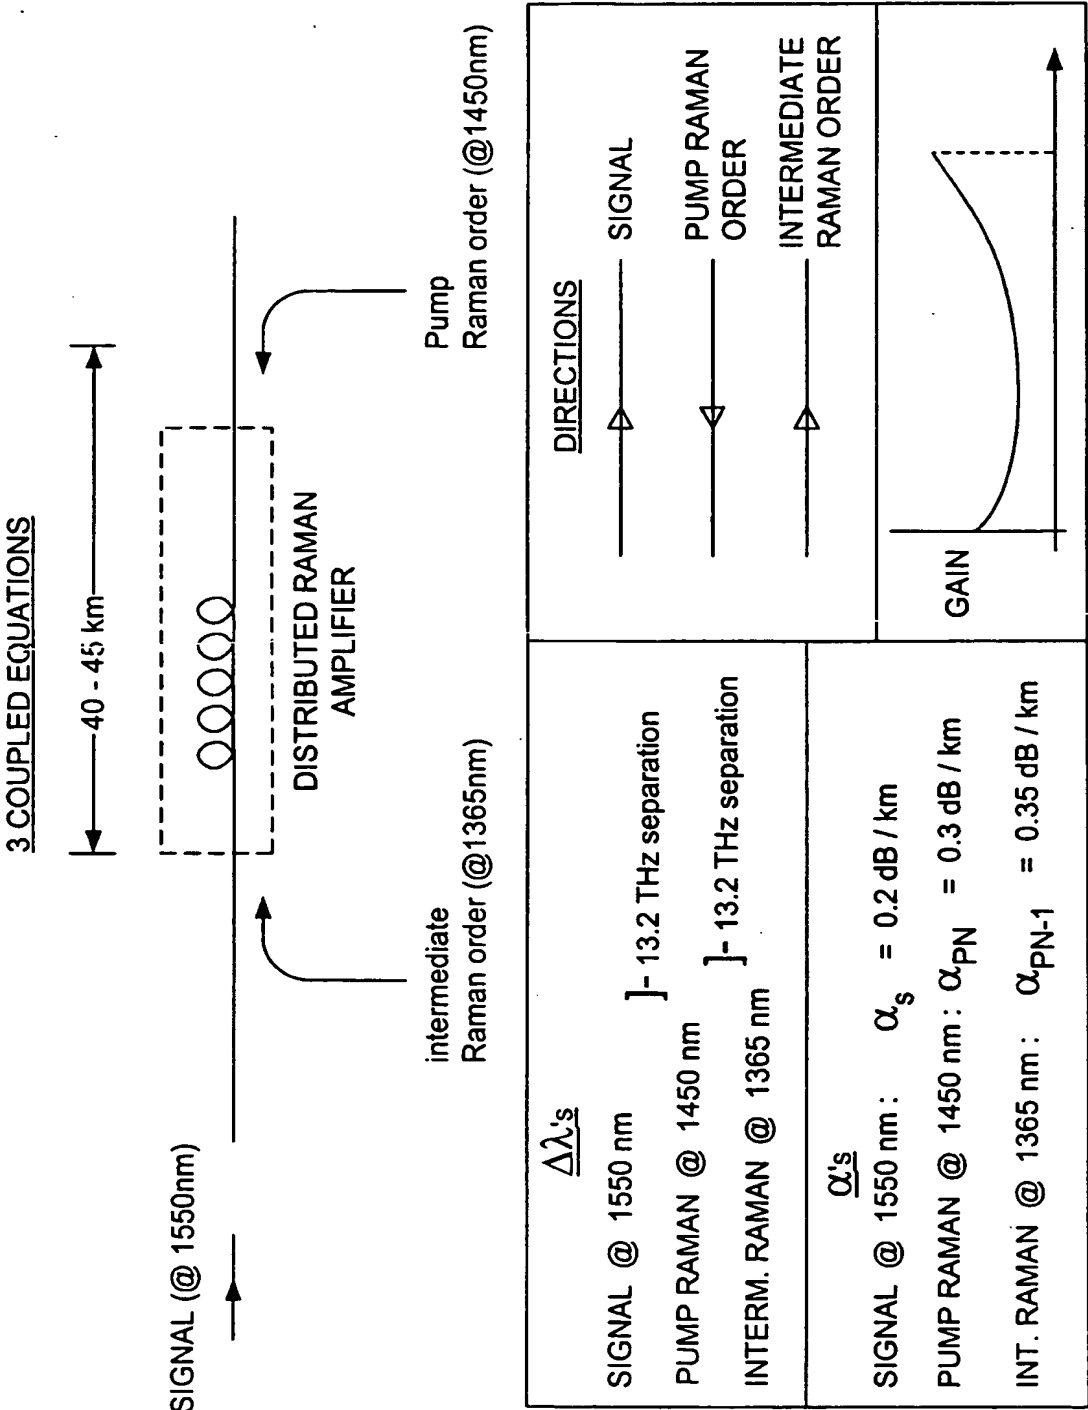 3 COUPLED EQUATIONS
40 - 45 km
SIGNAL (@ 1550nm)
DISTRIBUTED RAMAN
AMPLIFIER
intermediate
Raman order (@1365nm)
Pump
Raman order (@1450nm)
Δλ's
SIGNAL @ 1550 nm
]- 13.2 THz separation
PUMP RAMAN @ 1450 nm
]- 13.2 THz separation
INTERM. RAMAN @ 1365 nm
α's
SIGNAL @ 1550 nm : αs = 0.2 dB / km
PUMP RAMAN @ 1450 nm : αPN = 0.3 dB / km
INT. RAMAN @ 1365 nm : αPN-1 = 0.35 dB / km
DIRECTIONS
SIGNAL
PUMP RAMAN
ORDER
INTERMEDIATE
RAMAN ORDER
GAIN